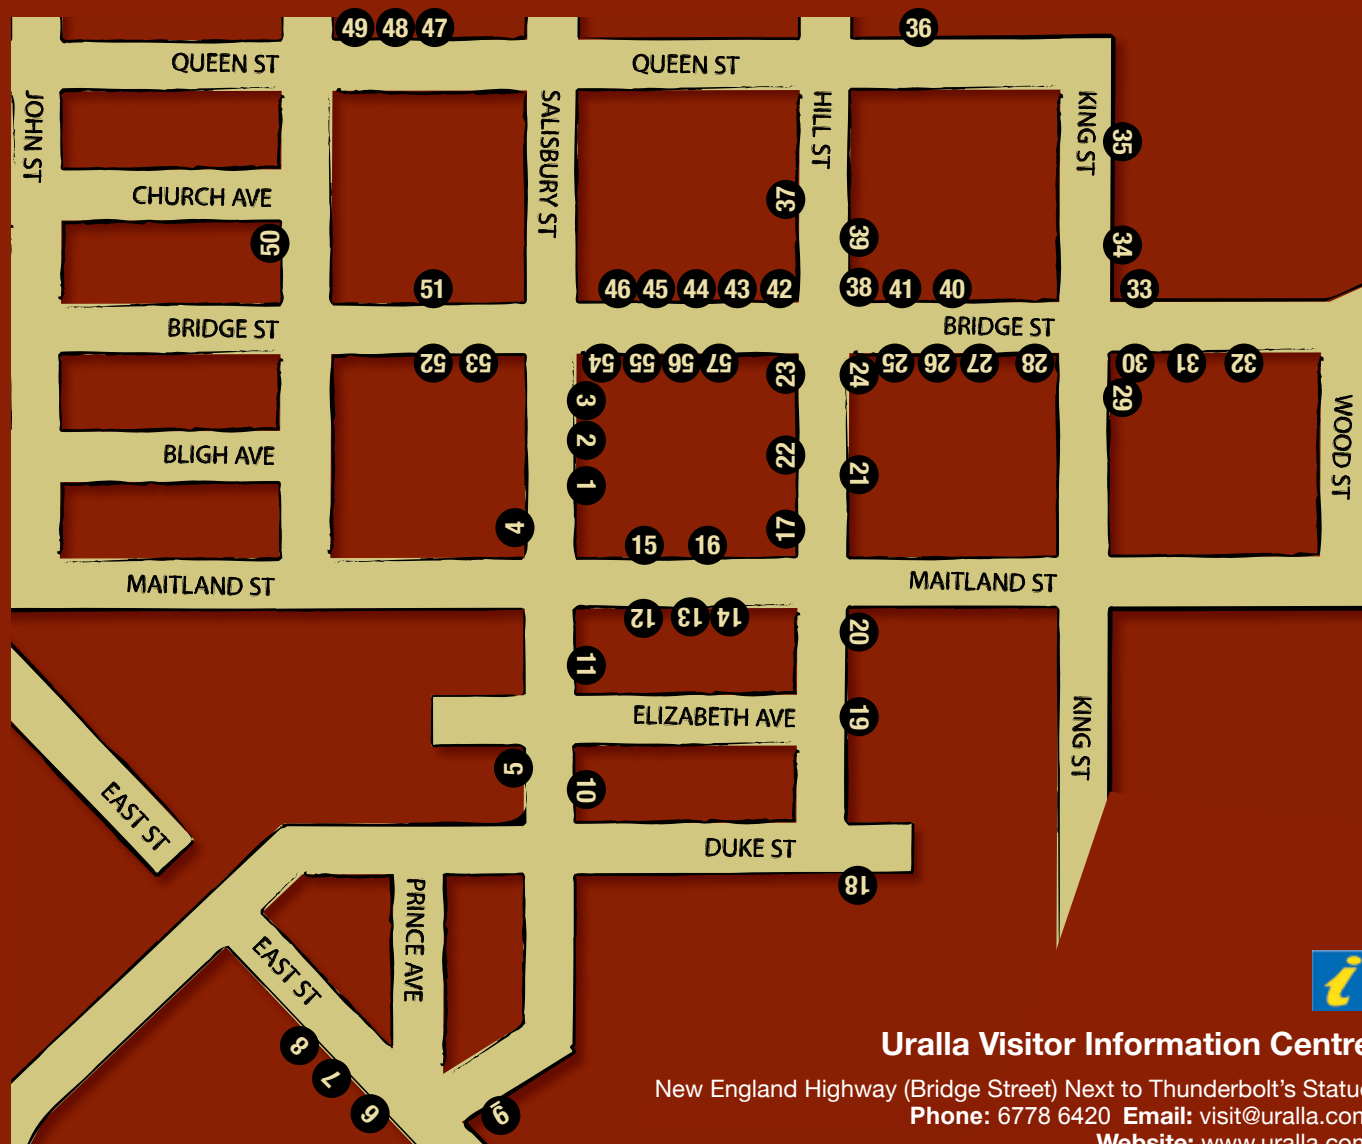 49 48 47
36
QUEEN ST
QUEEN ST
JOHN ST
SALISBURY ST
HILL ST
KING ST
35
CHURCH AVE
37
50
39
34
51
46 45 44 43 42
38 41 40
33
BRIDGE ST
BRIDGE ST
52 53
54 55 56 57
23
24 25 26 27 28
30 31 32
29
3
2
1
22
21
WOOD ST
BLIGH AVE
4
15 16
17
MAITLAND ST
MAITLAND ST
12 13 14
20
11
ELIZABETH AVE
19
KING ST
5
10
EAST ST
DUKE ST
18
PRINCE AVE
EAST ST
8
7
6
9
i
Uralla Visitor Information Centre
New England Highway (Bridge Street) Next to Thunderbolt’s Statue
Phone: 6778 6420 Email: visit@uralla.com
Website: www.uralla.com